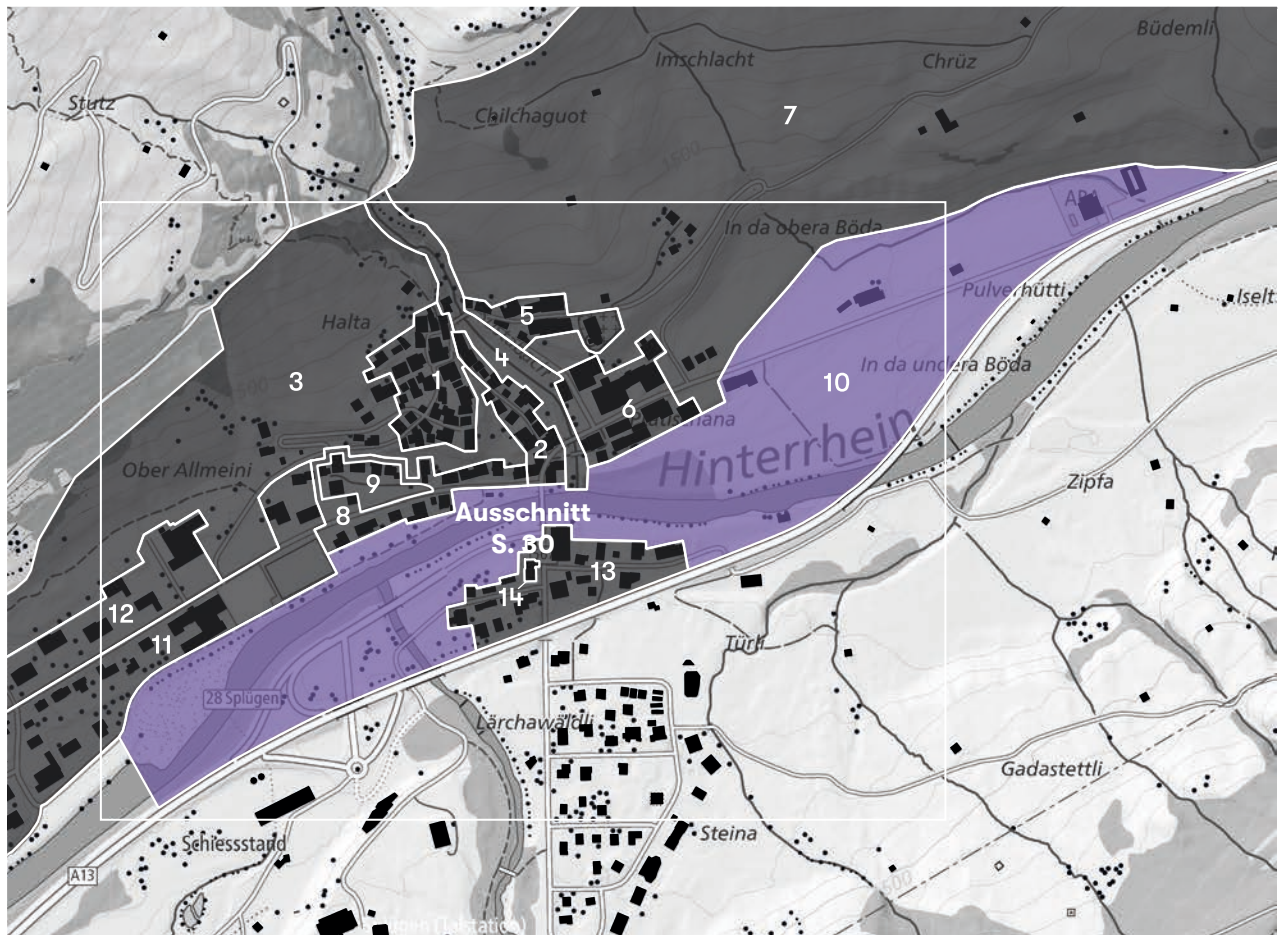 Büdemli
Imschlacht
Chrüz
Stutz
Chilchaguot
7
1600
ARA
In da obera Böda
Pulverhütti
Iselt
5
Halta
4
In da undera Böda
3
1
10
6
2
Hinterrhein
Ober Allmeini
9
Zipfa
8
Ausschnitt
S. 30
13
14
12
11
Türli
28 Splügen
Lärchawäldli
Gadastettli
Steina
Schiessstand
A13
(Talstation)